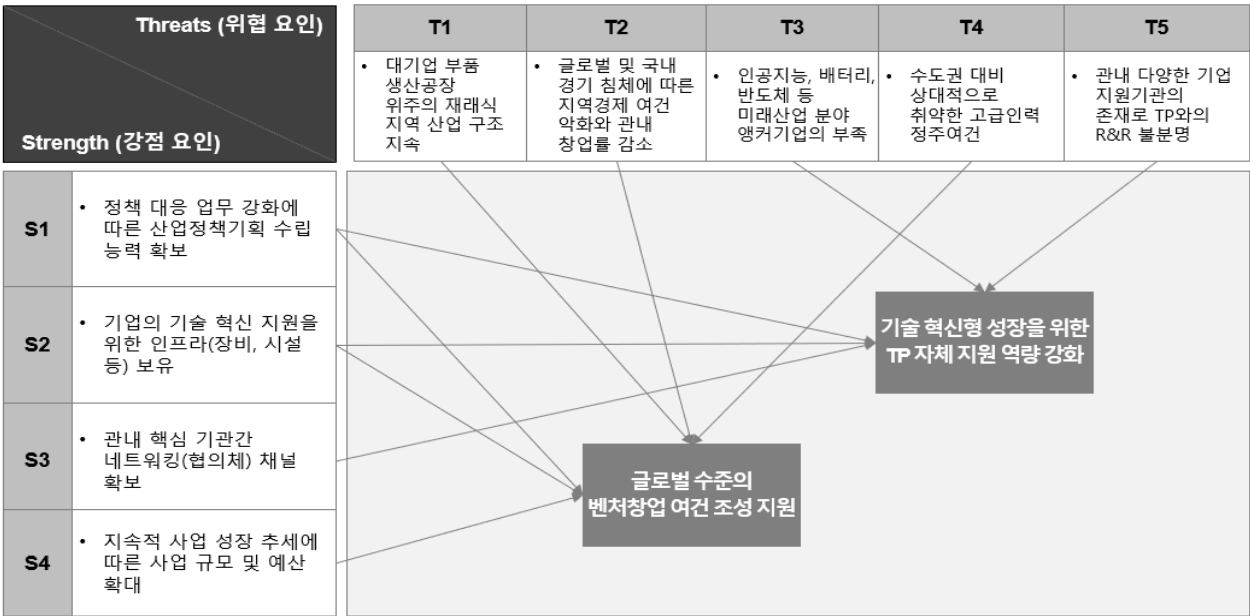 Threats (위협 요인)
Strength (강점 요인)
T1
T2
T3
T4
T5
• 대기업 부품
생산공장
위주의 재래식
지역 산업 구조
지속
• 글로벌 및 국내
경기 침체에 따른
지역경제 여건
악화와 관내
창업률 감소
• 인공지능, 배터리,
반도체 등
미래산업 분야
앵커기업의 부족
• 수도권 대비
상대적으로
취약한 고급인력
정주여건
• 관내 다양한 기업
지원기관의
존재로 TP와의
R&R 불분명
S1
• 정책 대응 업무 강화에
따른 산업정책기획 수립
능력 확보
S2
• 기업의 기술 혁신 지원을
위한 인프라(장비, 시설
등) 보유
S3
• 관내 핵심 기관간
네트워킹(협의체) 채널
확보
S4
• 지속적 사업 성장 추세에
따른 사업 규모 및 예산
확대
기술 혁신형 성장을 위한
TP 자체 지원 역량 강화
글로벌 수준의
벤처창업 여건 조성 지원